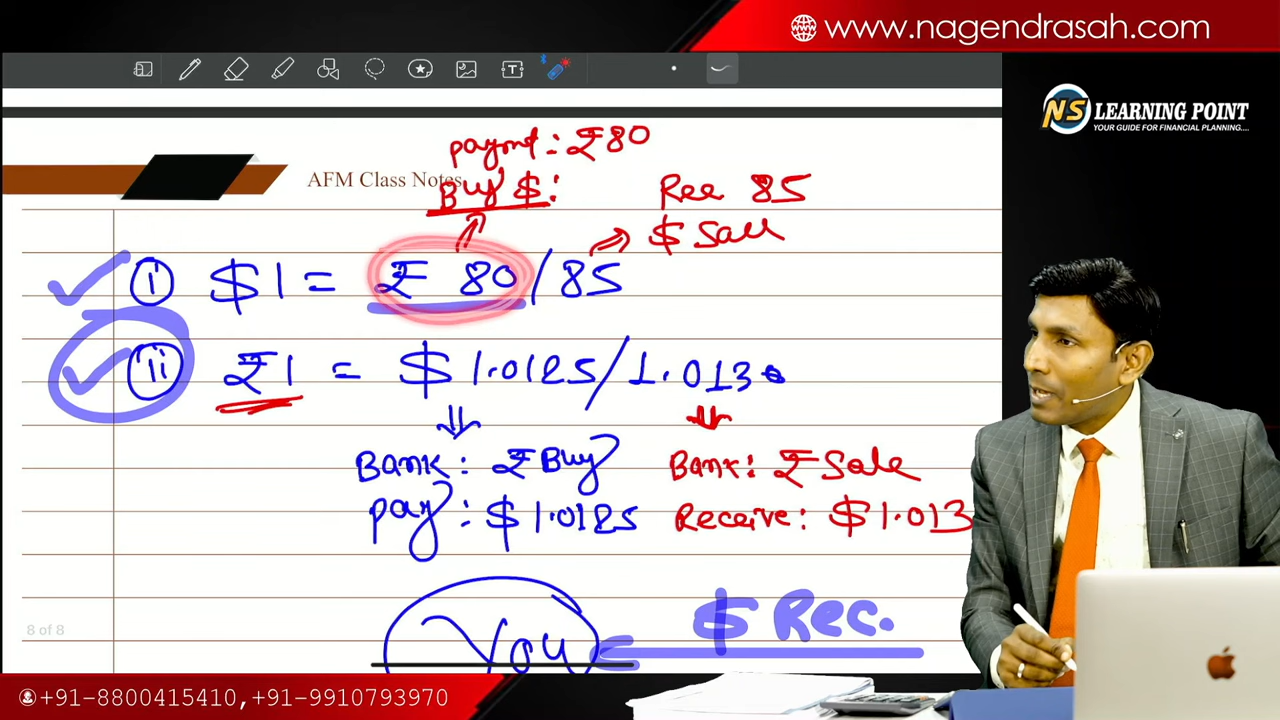 www.nagendrasah.com
NS LEARNING POINT
YOUR GUIDE FOR FINANCIAL PLANNING....
payment: ₹80
AFM Class Notes
Buy $:
Rec 85
$ Sale
(i) $1 = ₹ 80/85
(ii) ₹1 = $ 1.0125/1.013
Bank: ₹ Buy
Bank: ₹ Sale
Pay: $ 1.0125
Receive: $ 1.013
$ Rec.
You
8 of 8
+91-8800415410,+91-9910793970